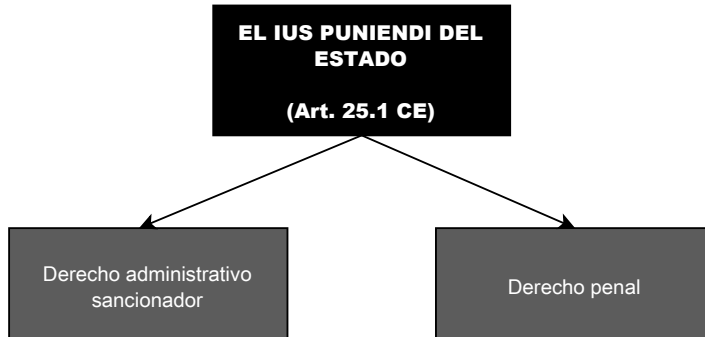 EL IUS PUNIENDI DEL
ESTADO
(Art. 25.1 CE)
Derecho administrativo
sancionador
Derecho penal